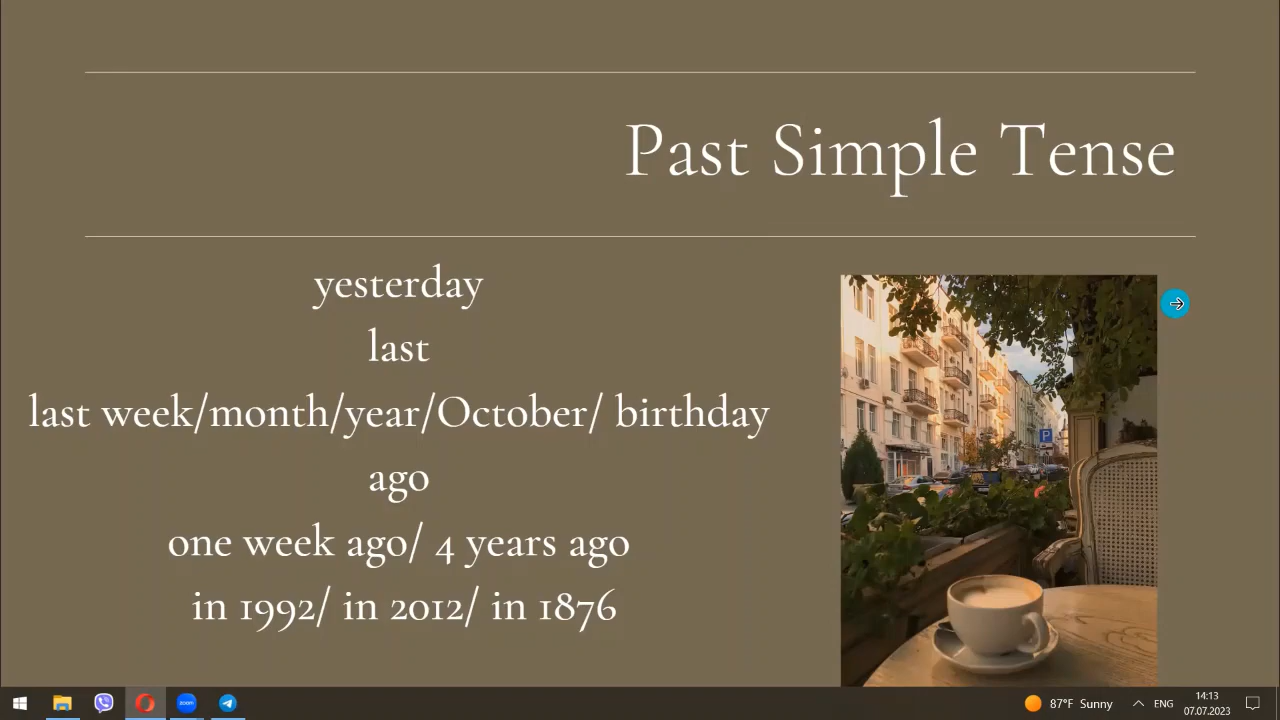 Past Simple Tense
yesterday
last
last week/month/year/October/ birthday
ago
one week ago/ 4 years ago
in 1992/ in 2012/ in 1876
P
zoom
87°F Sunny
ENG
14:13
07.07.2023